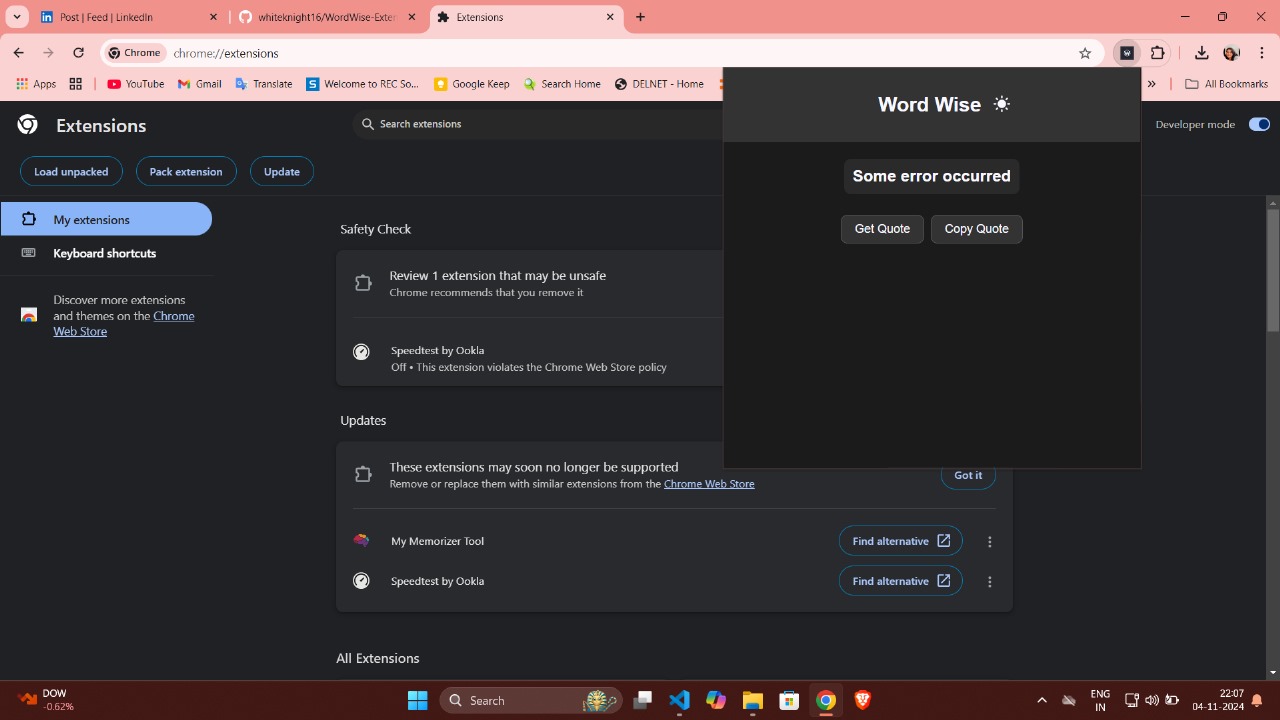 Post | Feed | LinkedIn
whiteknight16/WordWise-Exter
Extensions
Chrome
chrome://extensions
Apps
YouTube
Gmail
Translate
Welcome to REC So...
Google Keep
Search Home
DELNET - Home
»
All Bookmarks
Extensions
Search extensions
Developer mode
Load unpacked
Pack extension
Update
My extensions
Keyboard shortcuts
Discover more extensions
and themes on the Chrome
Web Store
Safety Check
Review 1 extension that may be unsafe
Chrome recommends that you remove it
Speedtest by Ookla
Off • This extension violates the Chrome Web Store policy
Updates
These extensions may soon no longer be supported
Remove or replace them with similar extensions from the Chrome Web Store
Got it
My Memorizer Tool
Find alternative
Speedtest by Ookla
Find alternative
All Extensions
Word Wise
Some error occurred
Get Quote
Copy Quote
DOW
-0.62%
Search
ENG
IN
22:07
04-11-2024